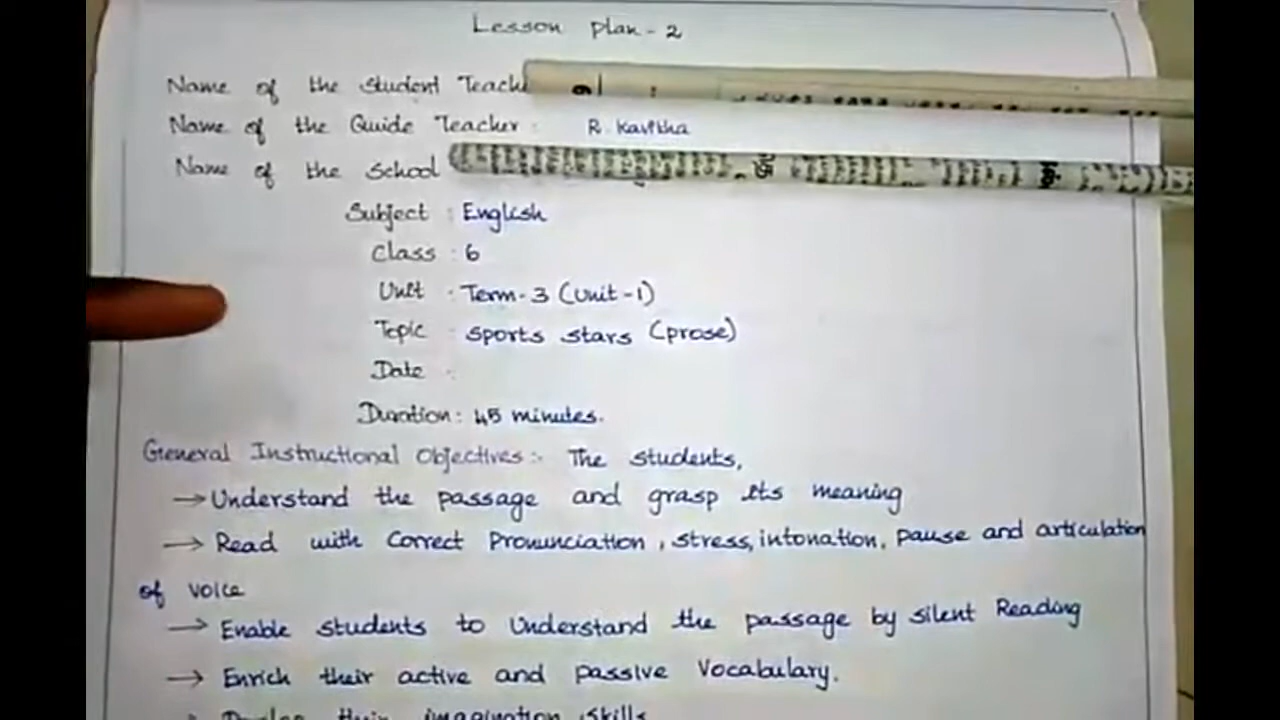 Lesson Plan - 2
Name of the Student Teach
Name of the Guide Teacher : R. Kavitha
Name of the School
Subject : English
Class : 6
Unit : Term - 3 (Unit - 1)
Topic : Sports stars (prose)
Date :
Duration : 45 minutes.
General Instructional Objectives :- The students,
→ Understand the passage and grasp its meaning
→ Read with Correct Pronunciation, stress, intonation, pause and articulation
of voice
→ Enable students to Understand the passage by silent Reading
→ Enrich their active and passive Vocabulary.
their imagination skills